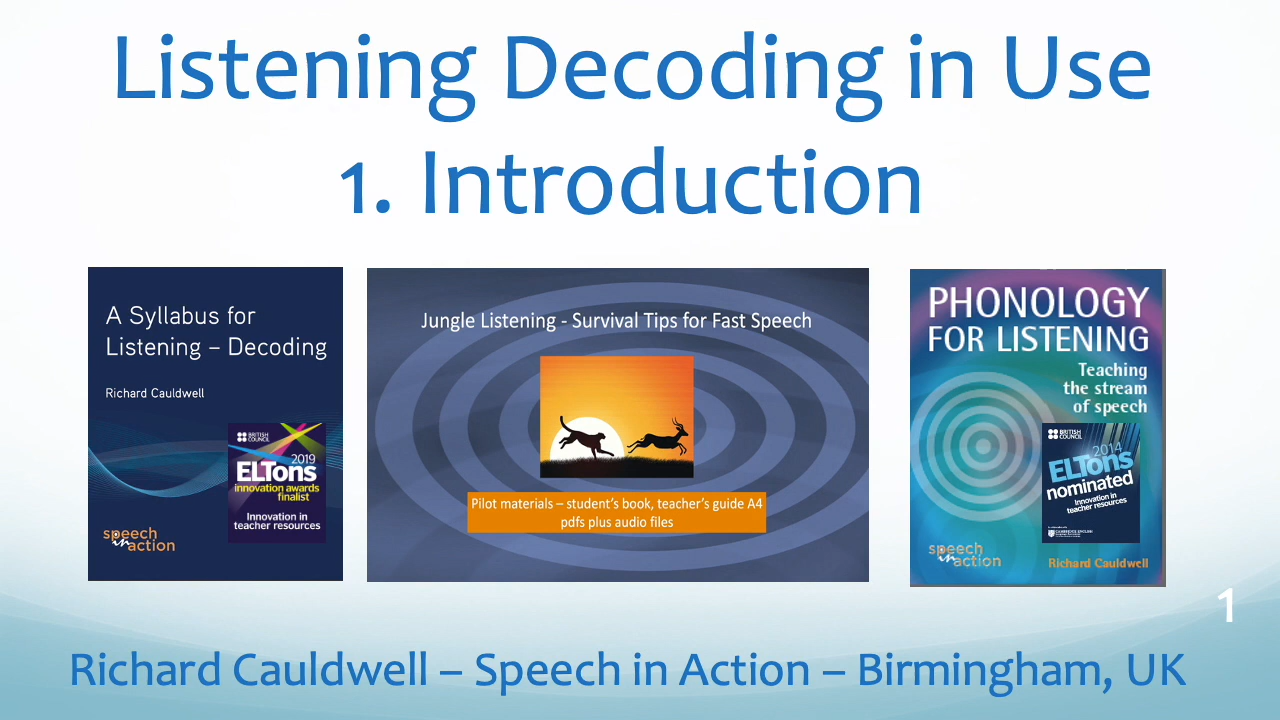 Listening Decoding in Use
1. Introduction
A Syllabus for
Listening – Decoding
Richard Cauldwell
BRITISH
COUNCIL
2019
ELTons
innovation awards
finalist
Innovation in
teacher resources
speech
in action
Jungle Listening - Survival Tips for Fast Speech
Pilot materials – student's book, teacher's guide A4
pdfs plus audio files
PHONOLOGY
FOR LISTENING
Teaching
the stream
of speech
BRITISH
COUNCIL
2014
ELTons
nominated
Innovation in
teacher resources
CAMBRIDGE ENGLISH
speech
in action
Richard Cauldwell
1
Richard Cauldwell – Speech in Action – Birmingham, UK